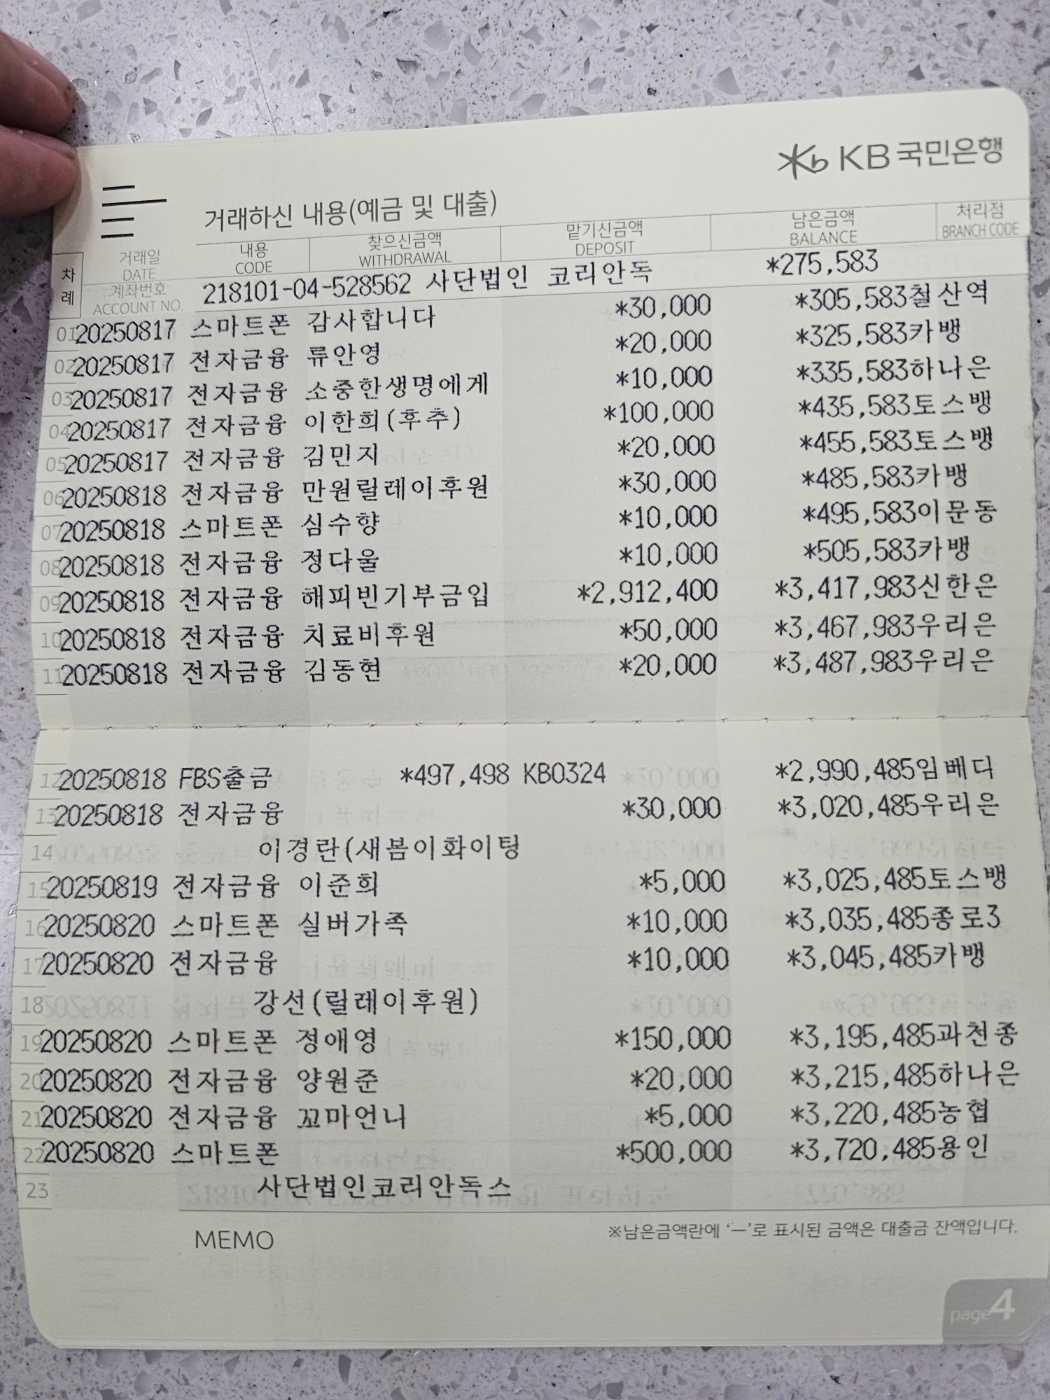 KB 국민은행
거래하신 내용(예금 및 대출)
차례 거래일 DATE 계좌번호 ACCOUNT NO. 내용 CODE 찾으신금액 WITHDRAWAL 맡기신금액 DEPOSIT 남은금액 BALANCE 처리점 BRANCH CODE
218101-04-528562 사단법인 코리안독 *275,583
01 20250817 스마트폰 감사합니다 *30,000 *305,583철산역
02 20250817 전자금융 류안영 *20,000 *325,583카뱅
03 20250817 전자금융 소중한생명에게 *10,000 *335,583하나은
04 20250817 전자금융 이한희(후추) *100,000 *435,583토스뱅
05 20250817 전자금융 김민지 *20,000 *455,583토스뱅
06 20250818 전자금융 만원릴레이후원 *30,000 *485,583카뱅
07 20250818 스마트폰 심수향 *10,000 *495,583이문동
08 20250818 전자금융 정다울 *10,000 *505,583카뱅
09 20250818 전자금융 해피빈기부금입 *2,912,400 *3,417,983신한은
10 20250818 전자금융 치료비후원 *50,000 *3,467,983우리은
11 20250818 전자금융 김동현 *20,000 *3,487,983우리은
12 20250818 FBS출금 *497,498 KB0324 *2,990,485임베디
13 20250818 전자금융 *30,000 *3,020,485우리은
14 이경란(새봄이화이팅
15 20250819 전자금융 이준희 *5,000 *3,025,485토스뱅
16 20250820 스마트폰 실버가족 *10,000 *3,035,485종로3
17 20250820 전자금융 *10,000 *3,045,485카뱅
18 강선(릴레이후원)
19 20250820 스마트폰 정애영 *150,000 *3,195,485과천종
20 20250820 전자금융 양원준 *20,000 *3,215,485하나은
21 20250820 전자금융 꼬마언니 *5,000 *3,220,485농협
22 20250820 스마트폰 *500,000 *3,720,485용인
23 사단법인코리안독스
MEMO ※남은금액란에 '－'로 표시된 금액은 대출금 잔액입니다.
page4